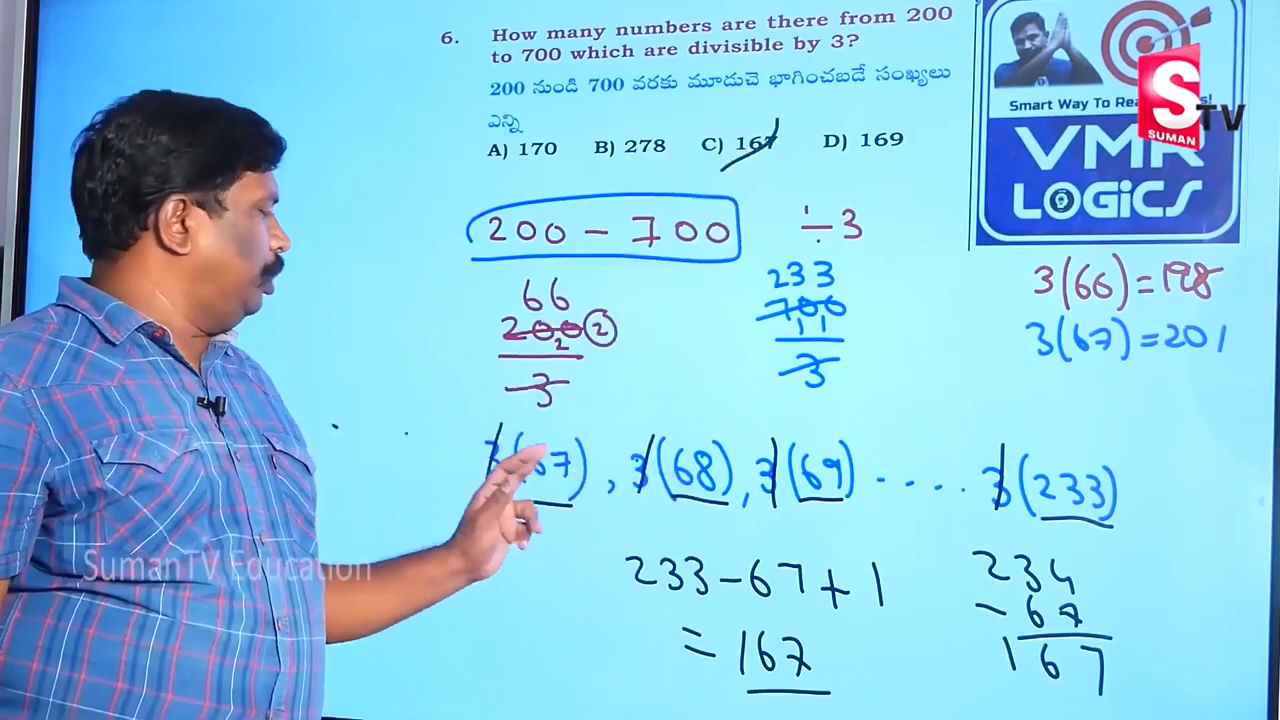 6. How many numbers are there from 200
to 700 which are divisible by 3?
200 నుండి 700 వరకు మూడుచె భాగించబడే సంఖ్యలు
ఎన్ని
A) 170 B) 278 C) 167 D) 169
Smart Way To
VMR
LOGiCS
S TV
SUMAN
200 - 700 ÷3
66
200 2
2
3
233
700
11
3
3(66)=198
3(67)=201
3(67), 3(68), 3(69) ..... 3(233)
233-67+1
=167
234
-67
167
SumanTV Education